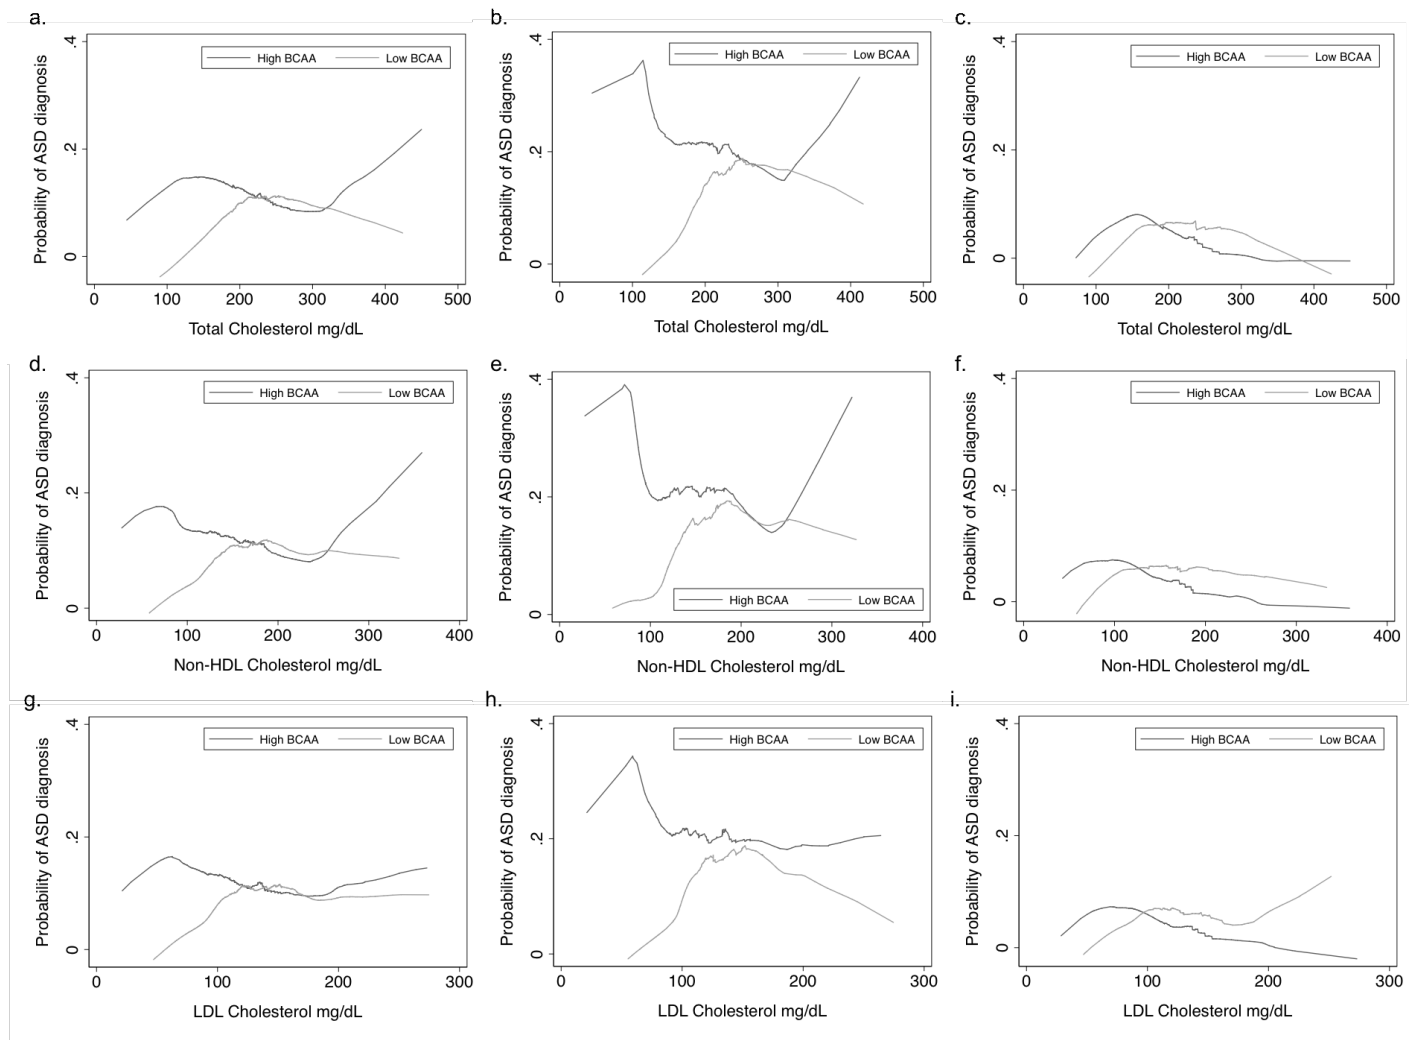 a.
Probability of ASD diagnosis
0 .2 .4
High BCAA Low BCAA
0 100 200 300 400 500
Total Cholesterol mg/dL
b.
Probability of ASD diagnosis
0 .2 .4
High BCAA Low BCAA
0 100 200 300 400 500
Total Cholesterol mg/dL
c.
Probability of ASD diagnosis
0 .2 .4
High BCAA Low BCAA
0 100 200 300 400 500
Total Cholesterol mg/dL
d.
Probability of ASD diagnosis
0 .2 .4
High BCAA Low BCAA
0 100 200 300 400
Non-HDL Cholesterol mg/dL
e.
Probability of ASD diagnosis
0 .2 .4
High BCAA Low BCAA
0 100 200 300 400
Non-HDL Cholesterol mg/dL
f.
Probability of ASD diagnosis
0 .2 .4
High BCAA Low BCAA
0 100 200 300 400
Non-HDL Cholesterol mg/dL
g.
Probability of ASD diagnosis
0 .2 .4
High BCAA Low BCAA
0 100 200 300
LDL Cholesterol mg/dL
h.
Probability of ASD diagnosis
0 .2 .4
High BCAA Low BCAA
0 100 200 300
LDL Cholesterol mg/dL
i.
Probability of ASD diagnosis
0 .2 .4
High BCAA Low BCAA
0 100 200 300
LDL Cholesterol mg/dL